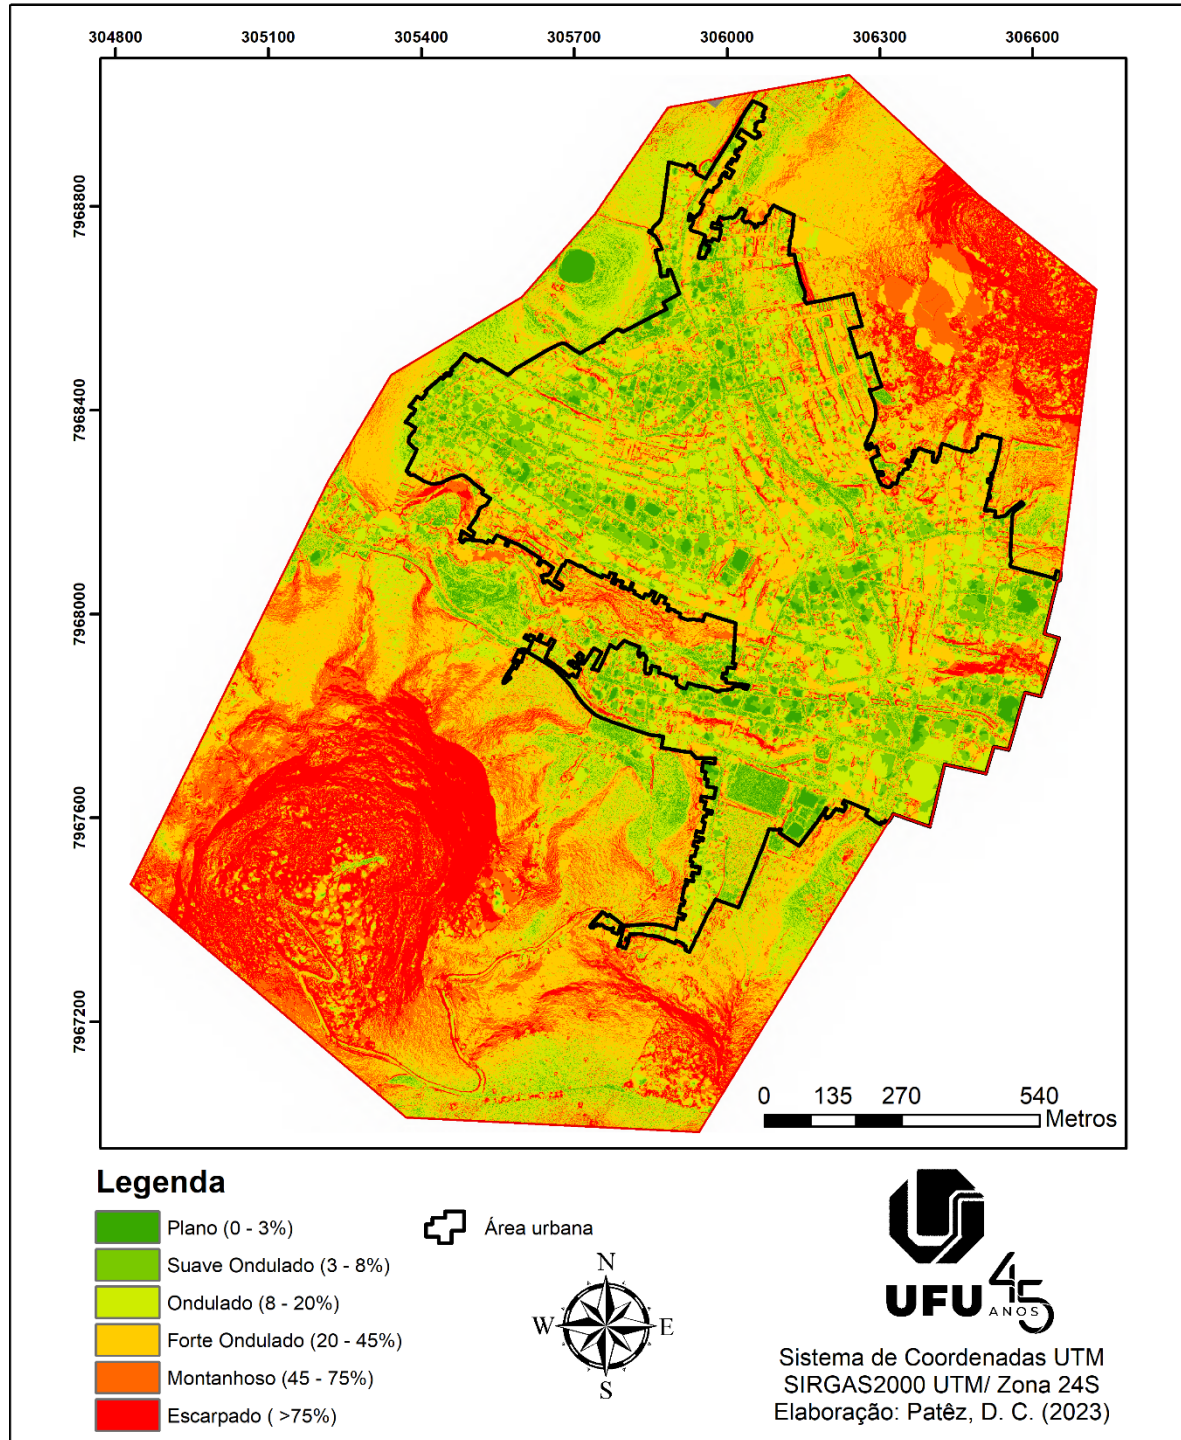 304800 305100 305400 305700 306000 306300 306600
7968800
7968400
7968000
7967600
7967200
0 135 270 540
Metros
Legenda
Plano (0 - 3%)
Suave Ondulado (3 - 8%)
Ondulado (8 - 20%)
Forte Ondulado (20 - 45%)
Montanhoso (45 - 75%)
Escarpado ( >75%)
Área urbana
N
W E
S
UFU 45
ANOS
Sistema de Coordenadas UTM
SIRGAS2000 UTM/ Zona 24S
Elaboração: Patêz, D. C. (2023)